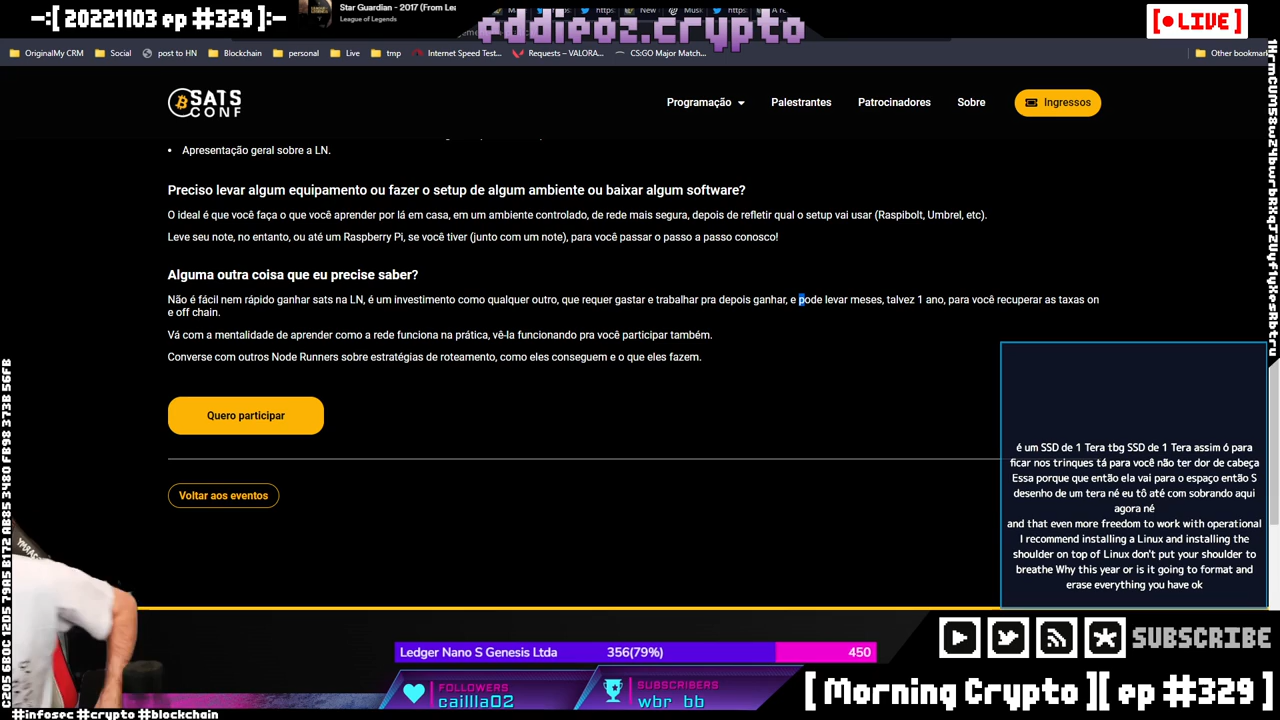 -:[ 20221103 ep #329 ]:-
Star Guardian - 2017 (From Lea
League of Legends
eddieoz.crypto
[ ● LIVE ]
OriginalMy CRM
Social
post to HN
Blockchain
personal
Live
tmp
Internet Speed Test...
Requests – VALORA...
CS:GO Major Match...
Other bookmar
SATS
CONF
Programação
Palestrantes
Patrocinadores
Sobre
Ingressos
Apresentação geral sobre a LN.
Preciso levar algum equipamento ou fazer o setup de algum ambiente ou baixar algum software?
O ideal é que você faça o que você aprender por lá em casa, em um ambiente controlado, de rede mais segura, depois de refletir qual o setup vai usar (Raspibolt, Umbrel, etc).
Leve seu note, no entanto, ou até um Raspberry Pi, se você tiver (junto com um note), para você passar o passo a passo conosco!
Alguma outra coisa que eu precise saber?
Não é fácil nem rápido ganhar sats na LN, é um investimento como qualquer outro, que requer gastar e trabalhar pra depois ganhar, e pode levar meses, talvez 1 ano, para você recuperar as taxas on
e off chain.
Vá com a mentalidade de aprender como a rede funciona na prática, vê-la funcionando pra você participar também.
Converse com outros Node Runners sobre estratégias de roteamento, como eles conseguem e o que eles fazem.
Quero participar
Voltar aos eventos
é um SSD de 1 Tera tbg SSD de 1 Tera assim ó para
ficar nos trinques tá para você não ter dor de cabeça
Essa porque que então ela vai para o espaço então S
desenho de um tera né eu tô até com sobrando aqui
agora né
and that even more freedom to work with operational
I recommend installing a Linux and installing the
shoulder on top of Linux don't put your shoulder to
breathe Why this year or is it going to format and
erase everything you have ok
Ledger Nano S Genesis Ltda
356(79%)
450
FOLLOWERS
caillla02
SUBSCRIBERS
wbr_bb
SUBSCRIBE
[ Morning Crypto ][ ep #329 ]
#infosec #crypto #blockchain
C205 5B0C 12D5 79A5 B172 AB35 3480 FB98 373B 56FB